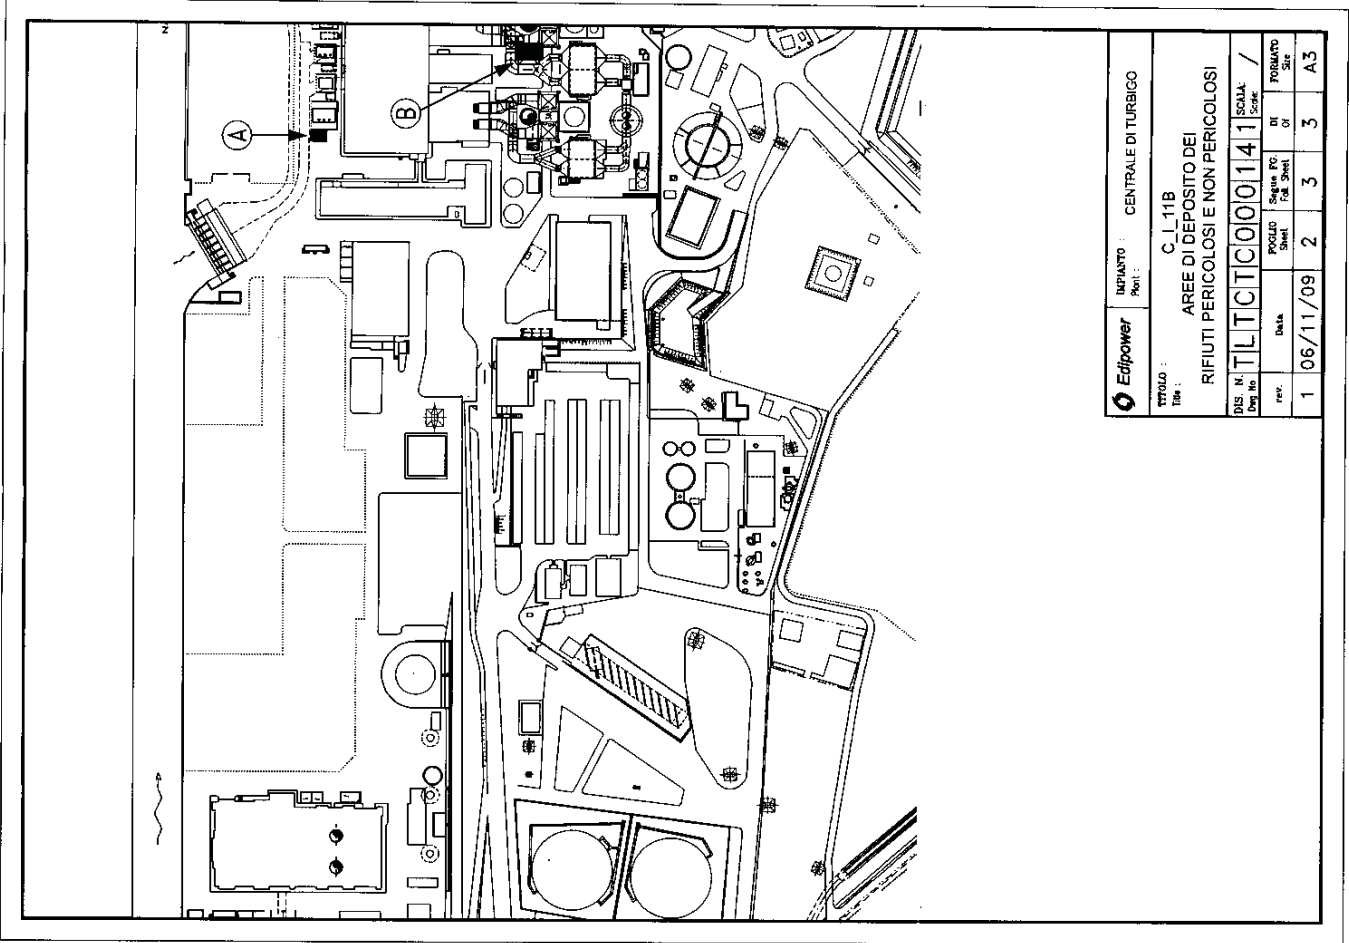 N
A
B
Edipower
IMPIANTO : CENTRALE DI TURBIGO
Plant :
TITOLO :
Title :
C_I_11B
AREE DI DEPOSITO DEI
RIFIUTI PERICOLOSI E NON PERICOLOSI
DIS. N. TLTCTC000141 SCALA: /
Dwg No Scale:
rev. Data FOGLIO Segue FG. DI FORMATO
Sheet Foll. Sheet Of Size
1 06/11/09 2 3 3 A3